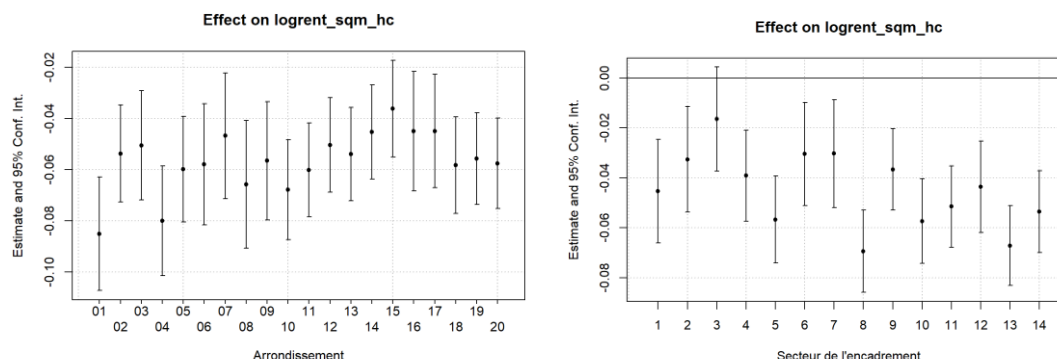 Effect on logrent_sqm_hc
Estimate and 95% Conf. Int.
-0.02
-0.04
-0.06
-0.08
-0.10
01 03 05 07 09 11 13 15 17 19
02 04 06 08 10 12 14 16 18 20
Arrondissement
Effect on logrent_sqm_hc
Estimate and 95% Conf. Int.
0.00
-0.02
-0.04
-0.06
-0.08
1 2 3 4 5 6 7 8 9 10 11 12 13 14
Secteur de l'encadrement